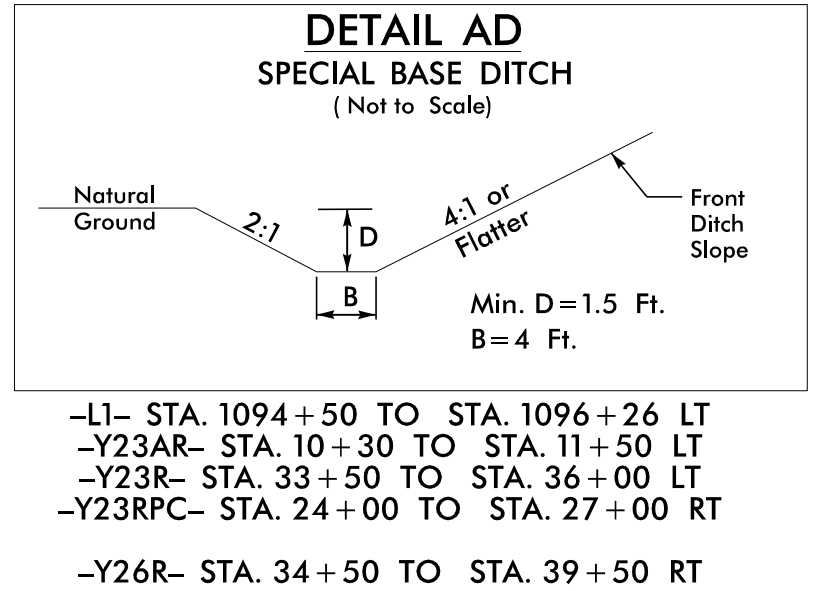 DETAIL AD
SPECIAL BASE DITCH
( Not to Scale)
Natural
Ground
2:1
D
B
4:1 or
Flatter
Front
Ditch
Slope
Min. D=1.5 Ft.
B=4 Ft.
–L1– STA. 1094+50 TO STA. 1096+26 LT
–Y23AR– STA. 10+30 TO STA. 11+50 LT
–Y23R– STA. 33+50 TO STA. 36+00 LT
–Y23RPC– STA. 24+00 TO STA. 27+00 RT
–Y26R– STA. 34+50 TO STA. 39+50 RT